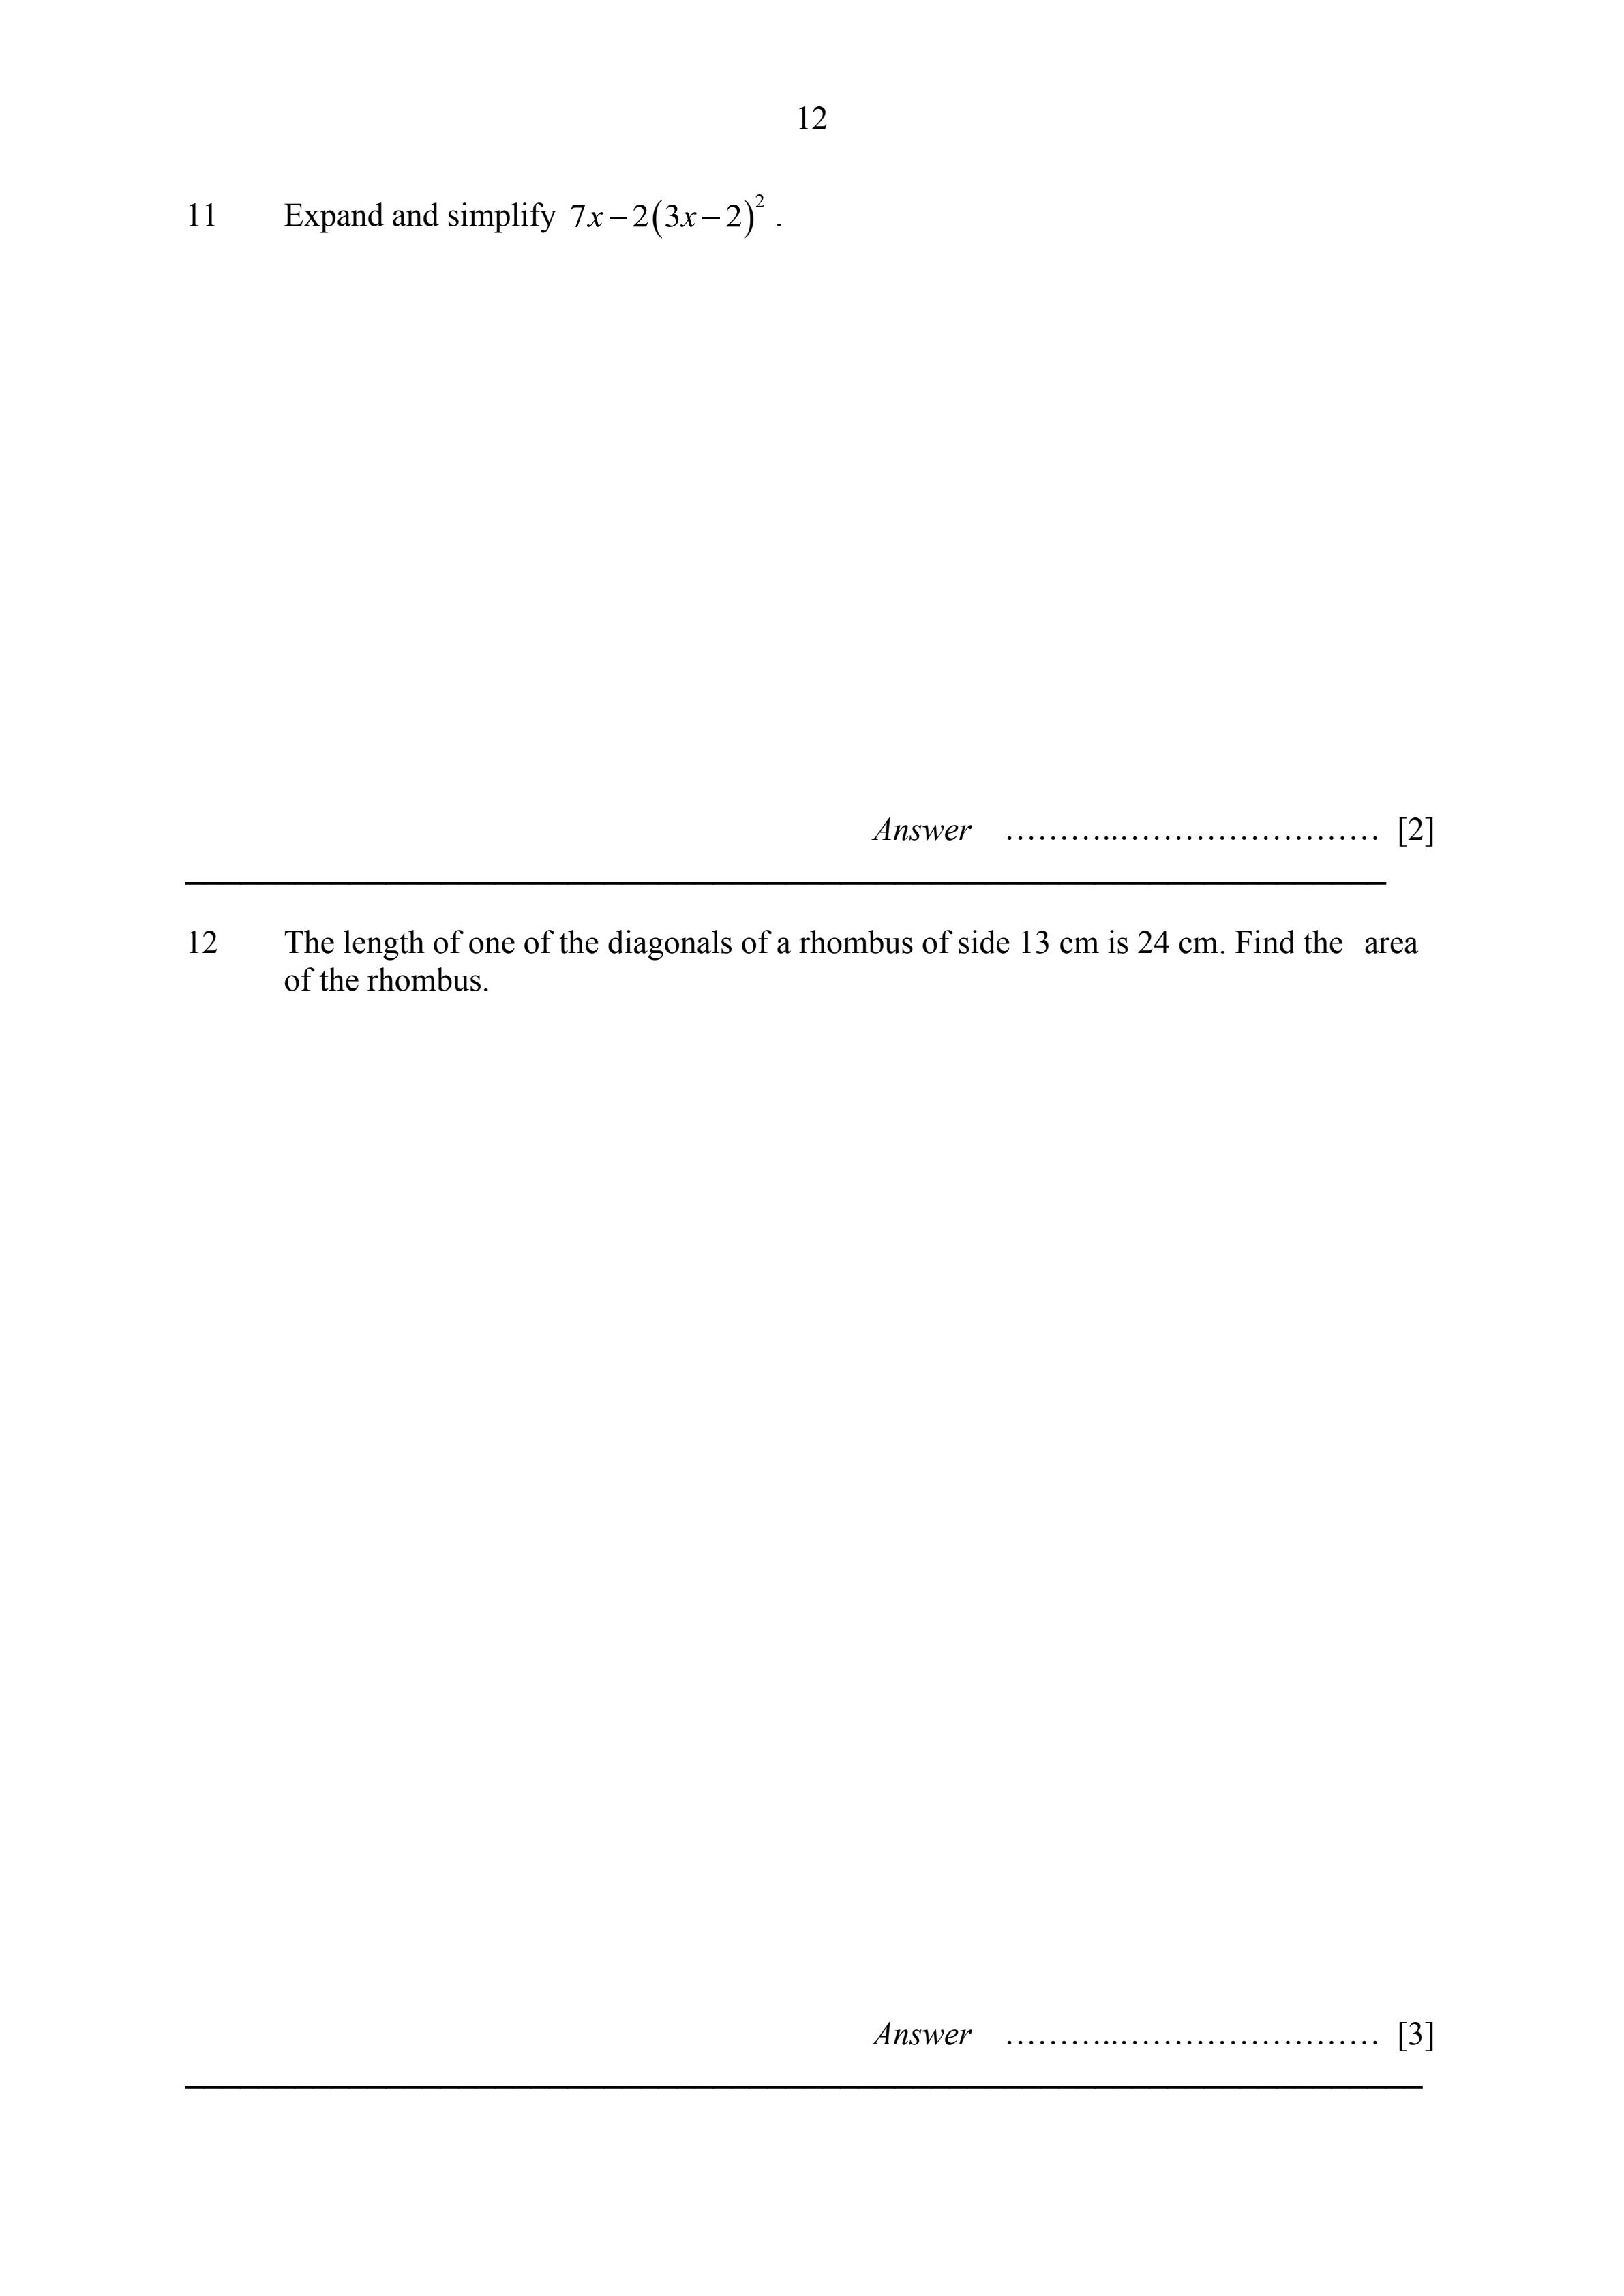 12
11 Expand and simplify 7x−2(3x−2)² .
Answer ………..…………………… [2]
12 The length of one of the diagonals of a rhombus of side 13 cm is 24 cm. Find the area
of the rhombus.
Answer ………..…………………… [3]